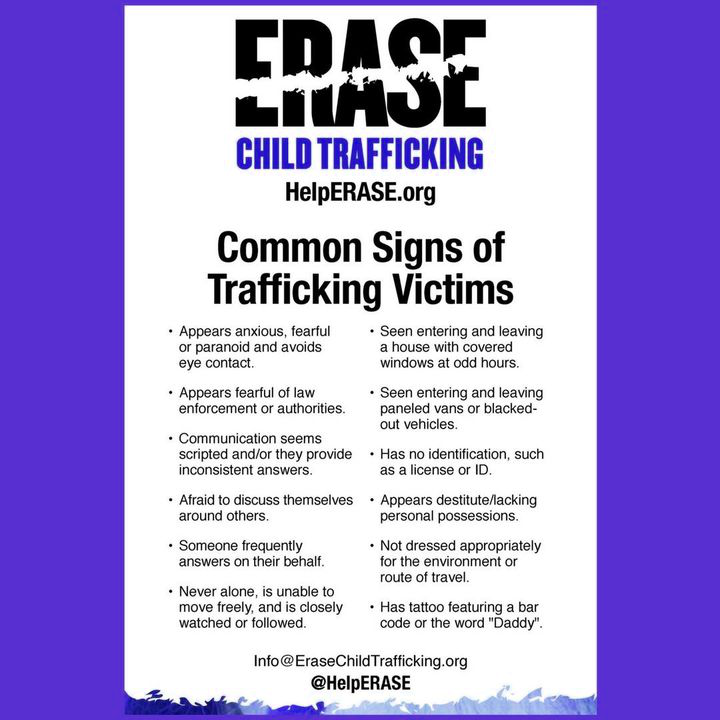 ERASE
CHILD TRAFFICKING
HelpERASE.org
Common Signs of
Trafficking Victims
• Appears anxious, fearful
or paranoid and avoids
eye contact.
• Appears fearful of law
enforcement or authorities.
• Communication seems
scripted and/or they provide
inconsistent answers.
• Afraid to discuss themselves
around others.
• Someone frequently
answers on their behalf.
• Never alone, is unable to
move freely, and is closely
watched or followed.
• Seen entering and leaving
a house with covered
windows at odd hours.
• Seen entering and leaving
paneled vans or blacked-
out vehicles.
• Has no identification, such
as a license or ID.
• Appears destitute/lacking
personal possessions.
• Not dressed appropriately
for the environment or
route of travel.
• Has tattoo featuring a bar
code or the word "Daddy".
Info@EraseChildTrafficking.org
@HelpERASE